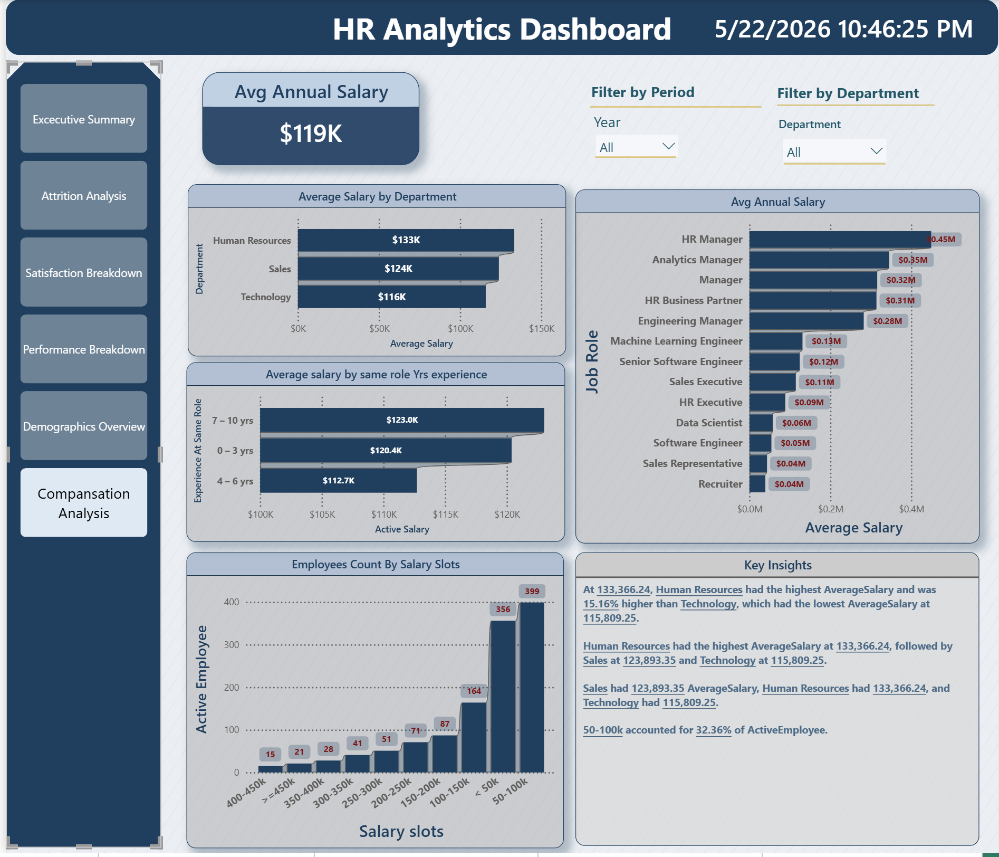 HR Analytics Dashboard
5/22/2026 10:46:25 PM
Excecutive Summary
Attrition Analysis
Satisfaction Breakdown
Performance Breakdown
Demographics Overview
Compansation
Analysis
Avg Annual Salary
$119K
Filter by Period
Year
All
Filter by Department
Department
All
Average Salary by Department
Department
Human Resources
Sales
Technology
$133K
$124K
$116K
$0K
$50K
$100K
$150K
Average Salary
Average salary by same role Yrs experience
Experience At Same Role
7 – 10 yrs
0 – 3 yrs
4 – 6 yrs
$123.0K
$120.4K
$112.7K
$100K
$105K
$110K
$115K
$120K
Active Salary
Avg Annual Salary
Job Role
HR Manager
$0.45M
Analytics Manager
$0.35M
Manager
$0.32M
HR Business Partner
$0.31M
Engineering Manager
$0.28M
Machine Learning Engineer
$0.13M
Senior Software Engineer
$0.12M
Sales Executive
$0.11M
HR Executive
$0.09M
Data Scientist
$0.06M
Software Engineer
$0.05M
Sales Representative
$0.04M
Recruiter
$0.04M
$0.0M
$0.2M
$0.4M
Average Salary
Employees Count By Salary Slots
Active Employee
400
300
200
100
0
15
21
28
41
51
71
87
164
356
399
400-450k
>=450k
350-400k
300-350k
250-300k
200-250k
150-200k
100-150k
< 50k
50-100k
Salary slots
Key Insights
At 133,366.24, Human Resources had the highest AverageSalary and was
15.16% higher than Technology, which had the lowest AverageSalary at
115,809.25.
Human Resources had the highest AverageSalary at 133,366.24, followed by
Sales at 123,893.35 and Technology at 115,809.25.
Sales had 123,893.35 AverageSalary, Human Resources had 133,366.24, and
Technology had 115,809.25.
50-100k accounted for 32.36% of ActiveEmployee.